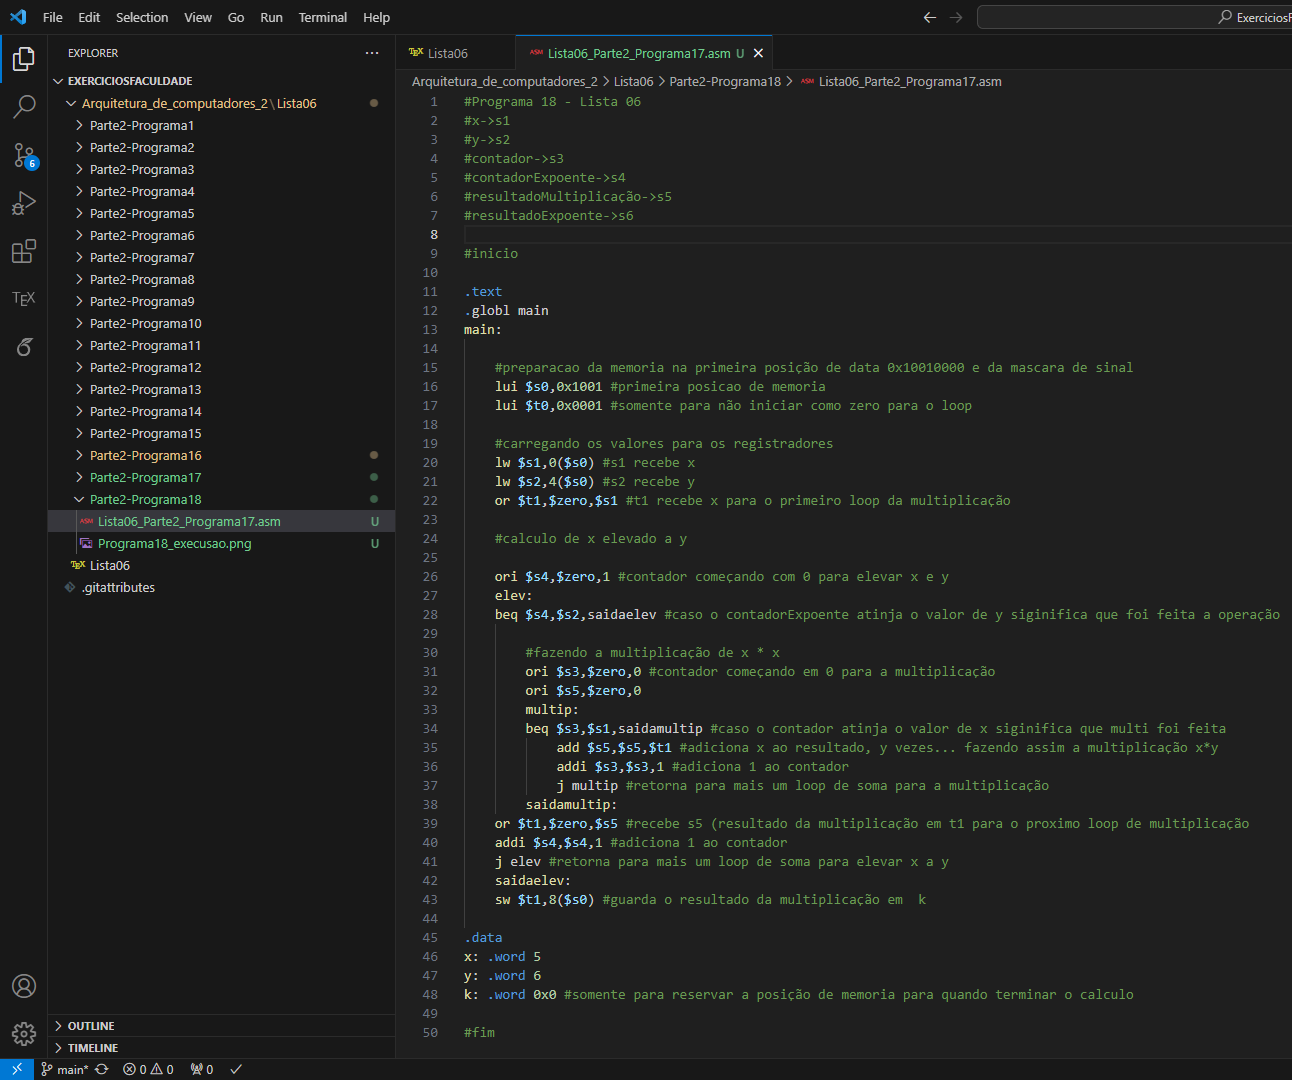 File Edit Selection View Go Run Terminal Help
ExerciciosF
EXPLORER ...
EXERCICIOSFACULDADE
Arquitetura_de_computadores_2\Lista06
Parte2-Programa1
Parte2-Programa2
Parte2-Programa3
Parte2-Programa4
Parte2-Programa5
Parte2-Programa6
Parte2-Programa7
Parte2-Programa8
Parte2-Programa9
Parte2-Programa10
Parte2-Programa11
Parte2-Programa12
Parte2-Programa13
Parte2-Programa14
Parte2-Programa15
Parte2-Programa16
Parte2-Programa17
Parte2-Programa18
ASM Lista06_Parte2_Programa17.asm U
Programa18_execusao.png U
TEX Lista06
.gitattributes
6
TEX
OUTLINE
TIMELINE
TEX Lista06
ASM Lista06_Parte2_Programa17.asm U
Arquitetura_de_computadores_2 > Lista06 > Parte2-Programa18 > ASM Lista06_Parte2_Programa17.asm
1 #Programa 18 - Lista 06
2 #x->s1
3 #y->s2
4 #contador->s3
5 #contadorExpoente->s4
6 #resultadoMultiplicação->s5
7 #resultadoExpoente->s6
8
9 #inicio
10
11 .text
12 .globl main
13 main:
14
15 #preparacao da memoria na primeira posição de data 0x10010000 e da mascara de sinal
16 lui $s0,0x1001 #primeira posicao de memoria
17 lui $t0,0x0001 #somente para não iniciar como zero para o loop
18
19 #carregando os valores para os registradores
20 lw $s1,0($s0) #s1 recebe x
21 lw $s2,4($s0) #s2 recebe y
22 or $t1,$zero,$s1 #t1 recebe x para o primeiro loop da multiplicação
23
24 #calculo de x elevado a y
25
26 ori $s4,$zero,1 #contador começando com 0 para elevar x e y
27 elev:
28 beq $s4,$s2,saidaelev #caso o contadorExpoente atinja o valor de y siginifica que foi feita a operação
29
30 #fazendo a multiplicação de x * x
31 ori $s3,$zero,0 #contador começando em 0 para a multiplicação
32 ori $s5,$zero,0
33 multip:
34 beq $s3,$s1,saidamultip #caso o contador atinja o valor de x siginifica que multi foi feita
35 add $s5,$s5,$t1 #adiciona x ao resultado, y vezes... fazendo assim a multiplicação x*y
36 addi $s3,$s3,1 #adiciona 1 ao contador
37 j multip #retorna para mais um loop de soma para a multiplicação
38 saidamultip:
39 or $t1,$zero,$s5 #recebe s5 (resultado da multiplicação em t1 para o proximo loop de multiplicação
40 addi $s4,$s4,1 #adiciona 1 ao contador
41 j elev #retorna para mais um loop de soma para elevar x a y
42 saidaelev:
43 sw $t1,8($s0) #guarda o resultado da multiplicação em  k
44
45 .data
46 x: .word 5
47 y: .word 6
48 k: .word 0x0 #somente para reservar a posição de memoria para quando terminar o calculo
49
50 #fim
main* 0 0 0